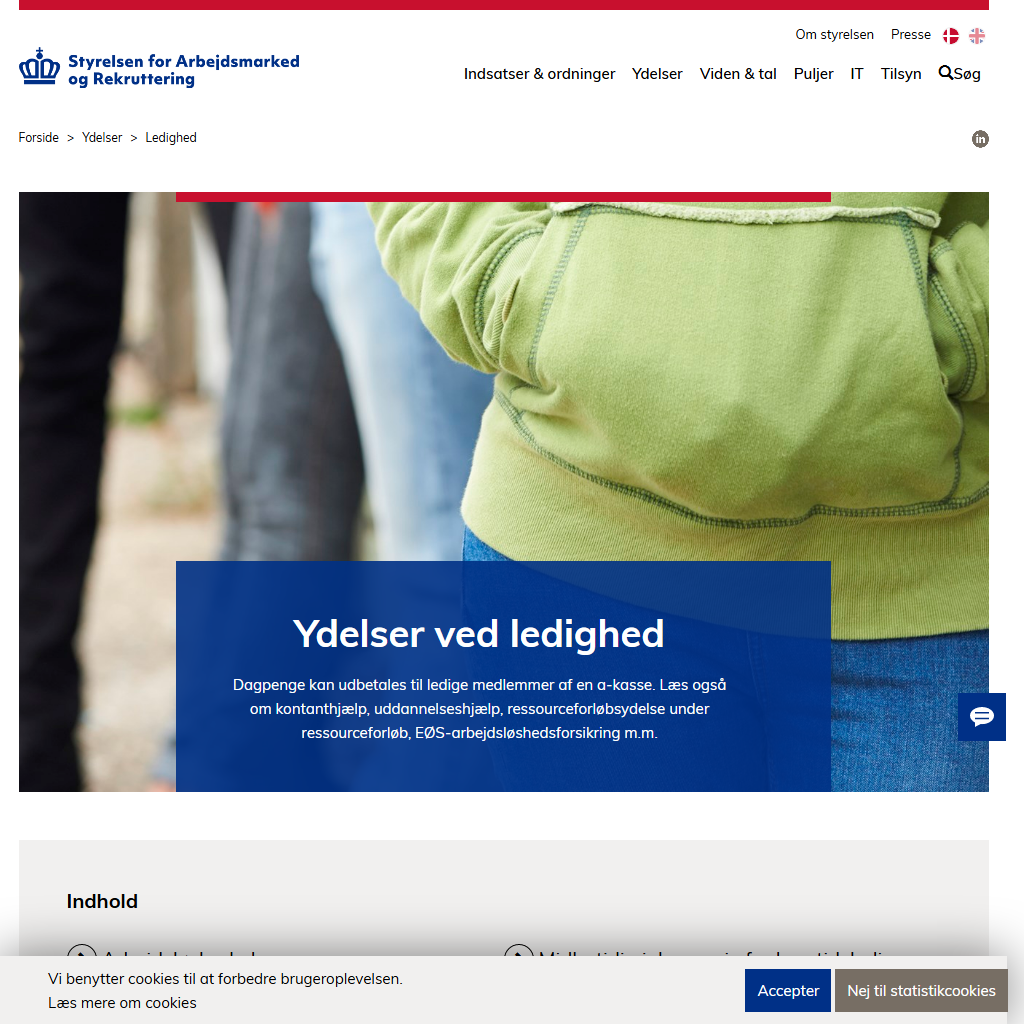 Om styrelsen Presse
Styrelsen for Arbejdsmarked
og Rekruttering
Indsatser & ordninger Ydelser Viden & tal Puljer IT Tilsyn Søg
Forside > Ydelser > Ledighed
in
Ydelser ved ledighed
Dagpenge kan udbetales til ledige medlemmer af en a-kasse. Læs også
om kontanthjælp, uddannelseshjælp, ressourceforløbsydelse under
ressourceforløb, EØS-arbejdsløshedsforsikring m.m.
Indhold
Vi benytter cookies til at forbedre brugeroplevelsen.
Læs mere om cookies
Accepter
Nej til statistikcookies